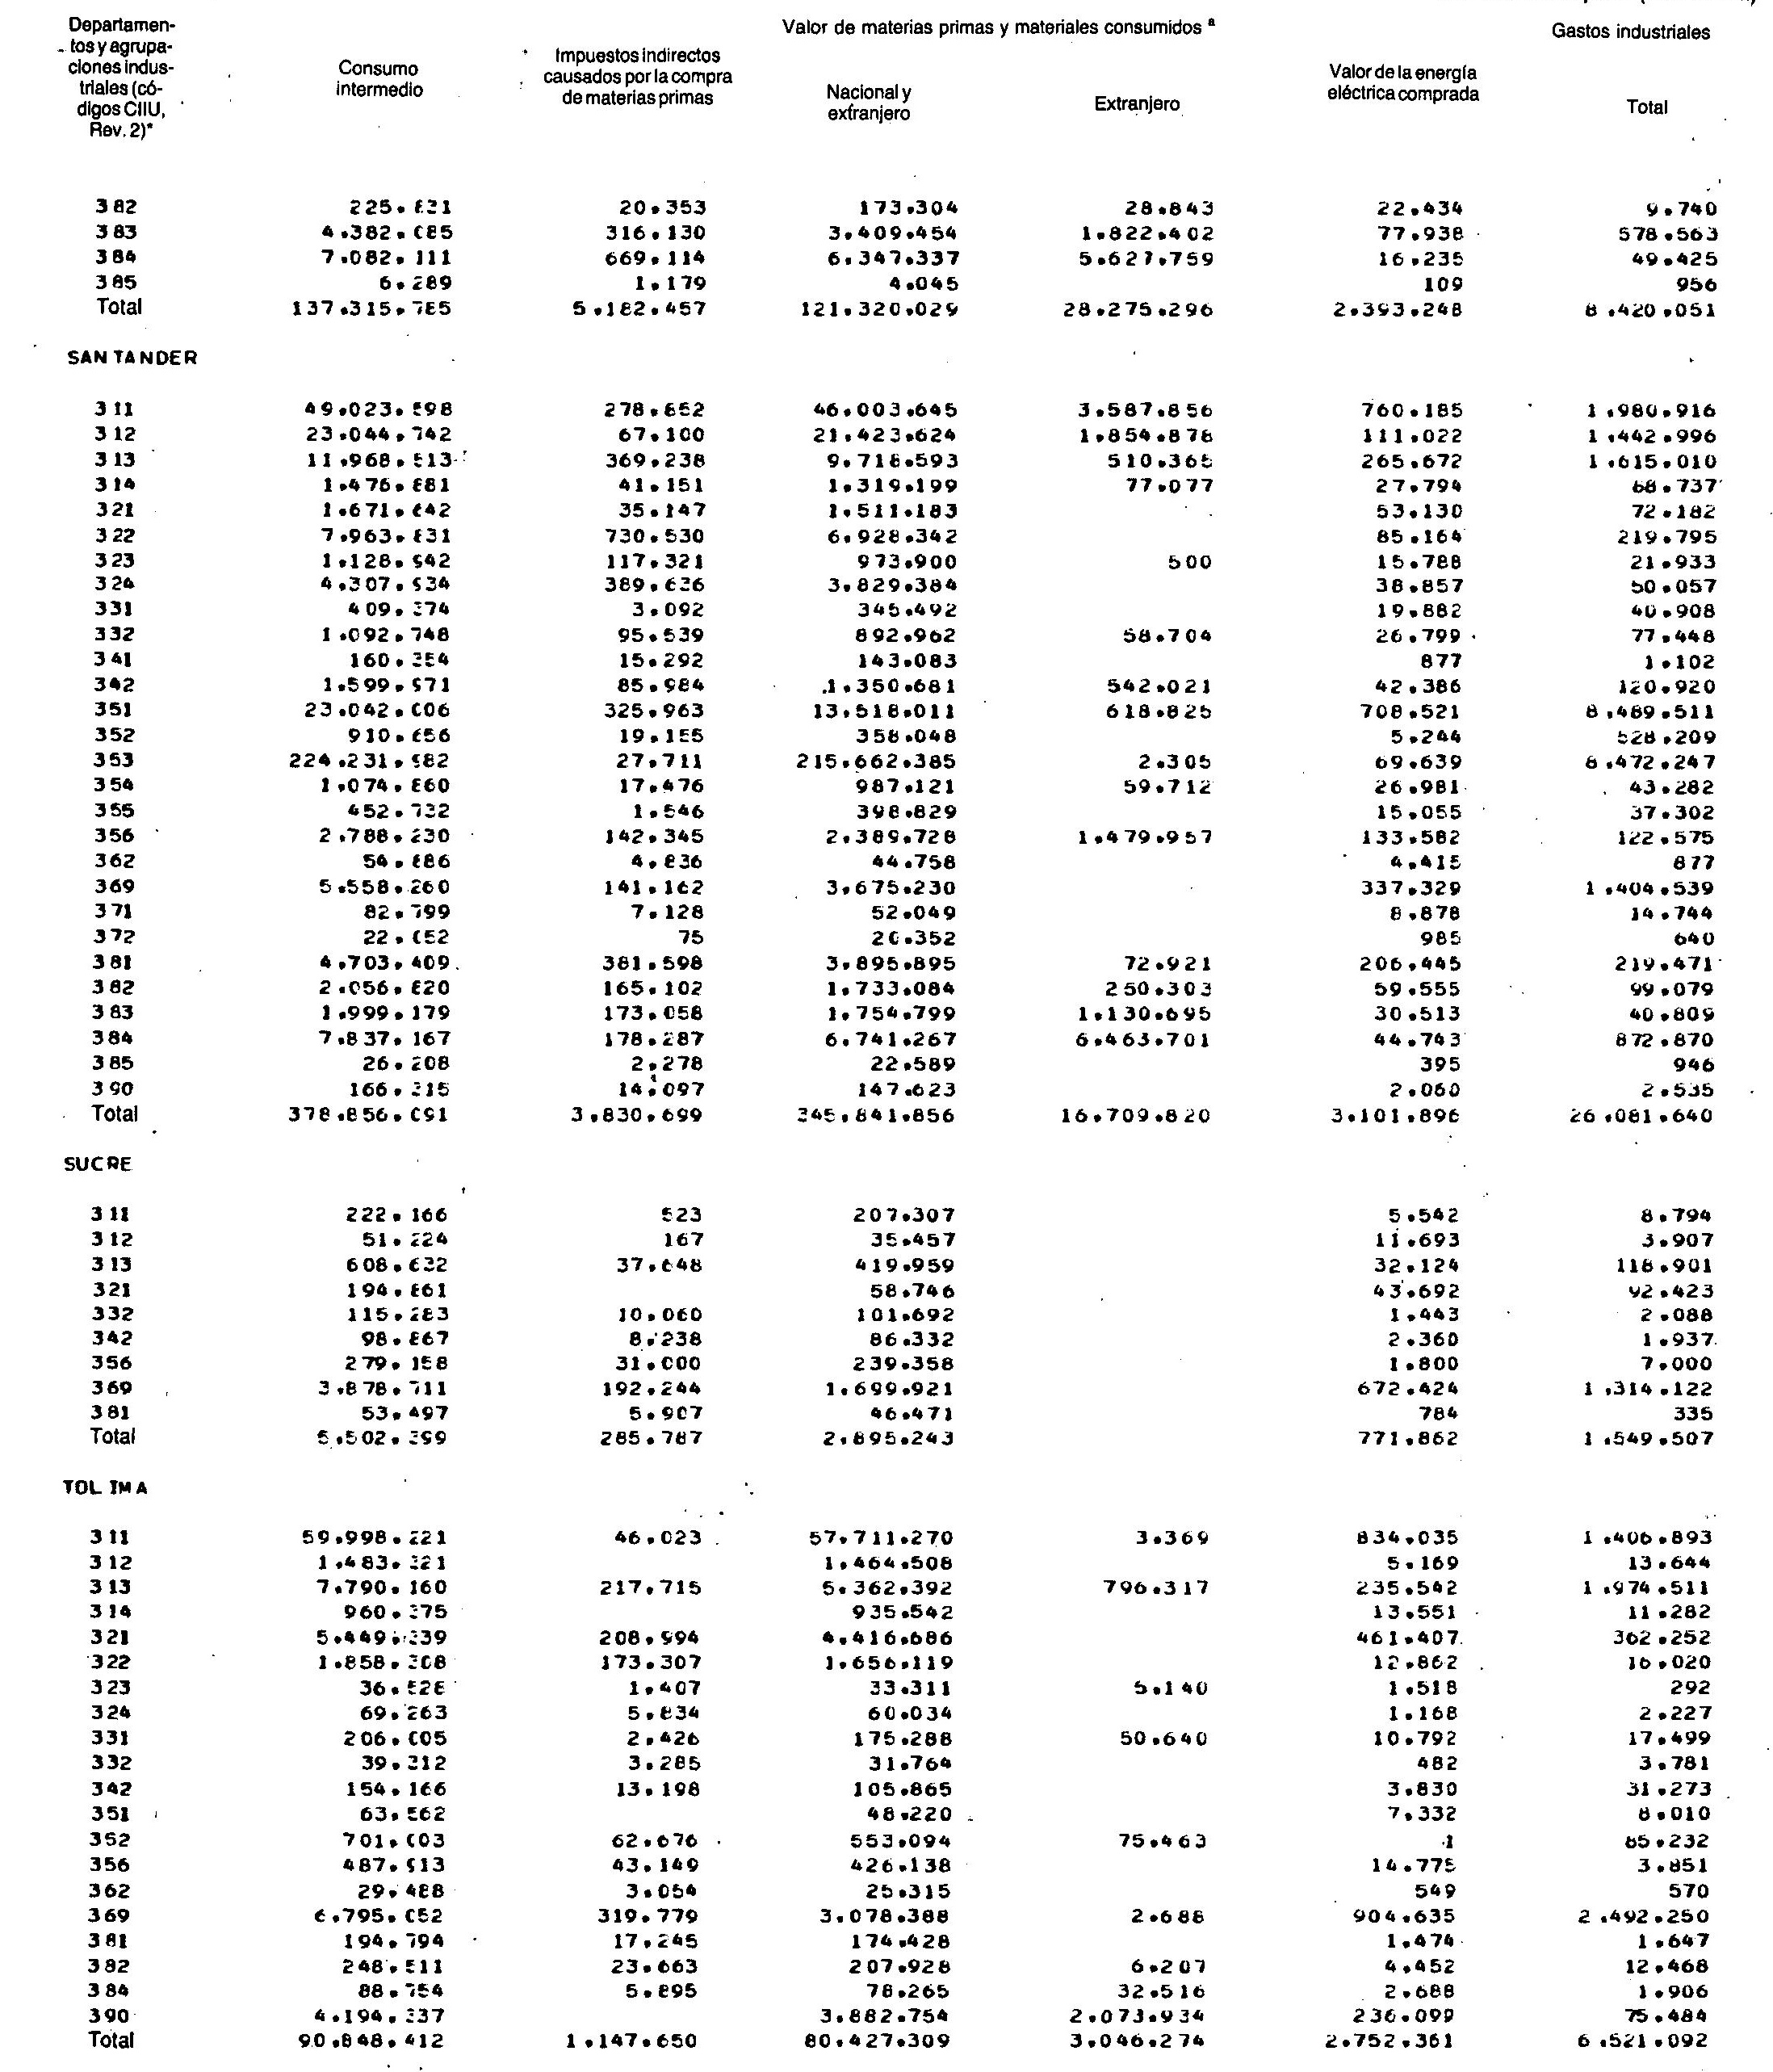 Departamen-
tos y agrupa-
ciones indus-
triales (có-
digos CIIU,
Rev. 2)*
Consumo
intermedio
Impuestos indirectos
causados por la compra
de materias primas
Valor de materias primas y materiales consumidos a
Nacional y
extranjero
Extranjero
Valor de la energía
eléctrica comprada
Gastos industriales
Total
382 225.831 20.353 173.304 28.843 22.434 9.740
383 4.382.085 316.130 3.409.454 1.822.402 77.938 578.563
384 7.082.111 669.114 6.347.337 5.627.759 16.235 49.425
385 6.289 1.179 4.045 109 956
Total 137.315.785 5.182.457 121.320.029 28.275.296 2.393.248 8.420.051
SANTANDER
311 49.023.598 278.852 46.003.645 3.587.856 760.185 1.980.916
312 23.044.742 67.100 21.423.624 1.854.878 111.022 1.442.996
313 11.968.513 369.238 9.718.593 510.365 265.672 1.615.010
314 1.476.881 41.151 1.319.199 77.077 27.794 88.737
321 1.671.642 35.147 1.511.183 53.130 72.182
322 7.963.831 730.530 6.928.342 85.164 219.795
323 1.128.942 117.321 973.900 500 15.788 21.933
324 4.307.934 389.636 3.829.384 38.857 50.057
331 409.374 3.092 345.492 19.882 40.908
332 1.092.748 95.539 892.962 58.704 26.799 77.448
341 160.354 15.292 143.083 877 1.102
342 1.599.971 85.984 1.350.681 542.021 42.386 120.920
351 23.042.006 325.963 13.518.011 618.825 708.521 8.489.511
352 910.656 19.155 358.048 5.244 528.209
353 224.231.982 27.711 215.662.385 2.305 69.639 8.472.247
354 1.074.860 17.476 987.121 59.712 26.981 43.282
355 452.732 1.546 398.829 15.055 37.302
356 2.788.230 142.345 2.389.728 1.479.957 133.582 122.575
362 54.886 4.836 44.758 4.415 877
369 5.558.260 141.162 3.675.230 337.329 1.404.539
371 82.799 7.128 52.049 8.878 14.744
372 22.052 75 20.352 985 640
381 4.703.409 381.598 3.895.895 72.921 206.445 219.471
382 2.056.820 165.102 1.733.084 250.303 59.555 99.079
383 1.999.179 173.058 1.754.799 1.130.695 30.513 40.809
384 7.837.167 178.287 6.741.267 6.463.701 44.743 872.870
385 26.208 2.278 22.589 395 946
390 166.315 14.097 147.623 2.060 2.535
Total 378.856.091 3.830.699 345.841.856 16.709.820 3.101.896 26.081.640
SUCRE
311 222.166 523 207.307 5.542 8.794
312 51.224 167 35.457 11.693 3.907
313 608.632 37.648 419.959 32.124 118.901
321 194.861 58.746 43.692 92.423
332 115.283 10.060 101.692 1.443 2.088
342 98.867 8.238 86.332 2.360 1.937
356 279.158 31.000 239.358 1.800 7.000
369 3.878.711 192.244 1.699.921 672.424 1.314.122
381 53.497 5.907 46.471 784 335
Total 5.502.399 285.787 2.895.243 771.862 1.549.507
TOLIMA
311 59.998.221 46.023 57.711.270 3.369 834.035 1.406.893
312 1.483.321 1.464.508 5.169 13.644
313 7.790.160 217.715 5.362.392 796.317 235.542 1.974.511
314 960.375 935.542 13.551 11.282
321 5.449.339 208.994 4.416.686 461.407 362.252
322 1.858.308 173.307 1.656.119 12.862 16.020
323 36.528 1.407 33.311 5.140 1.518 292
324 69.263 5.834 60.034 1.168 2.227
331 206.005 2.426 175.288 50.640 10.792 17.499
332 39.312 3.285 31.764 482 3.781
342 154.166 13.198 105.865 3.830 31.273
351 63.562 48.220 7.332 8.010
352 701.003 62.676 553.094 75.463 1 85.232
356 487.913 43.149 426.138 14.775 3.851
362 29.488 3.054 25.315 549 570
369 6.795.052 319.779 3.078.388 2.688 904.635 2.492.250
381 194.794 17.245 174.428 1.474 1.647
382 248.511 23.663 207.928 6.207 4.452 12.468
384 88.754 5.895 78.265 32.516 2.688 1.906
390 4.194.337 3.882.754 2.073.934 236.099 75.484
Total 90.848.412 1.147.650 80.427.309 3.046.274 2.752.361 6.521.092